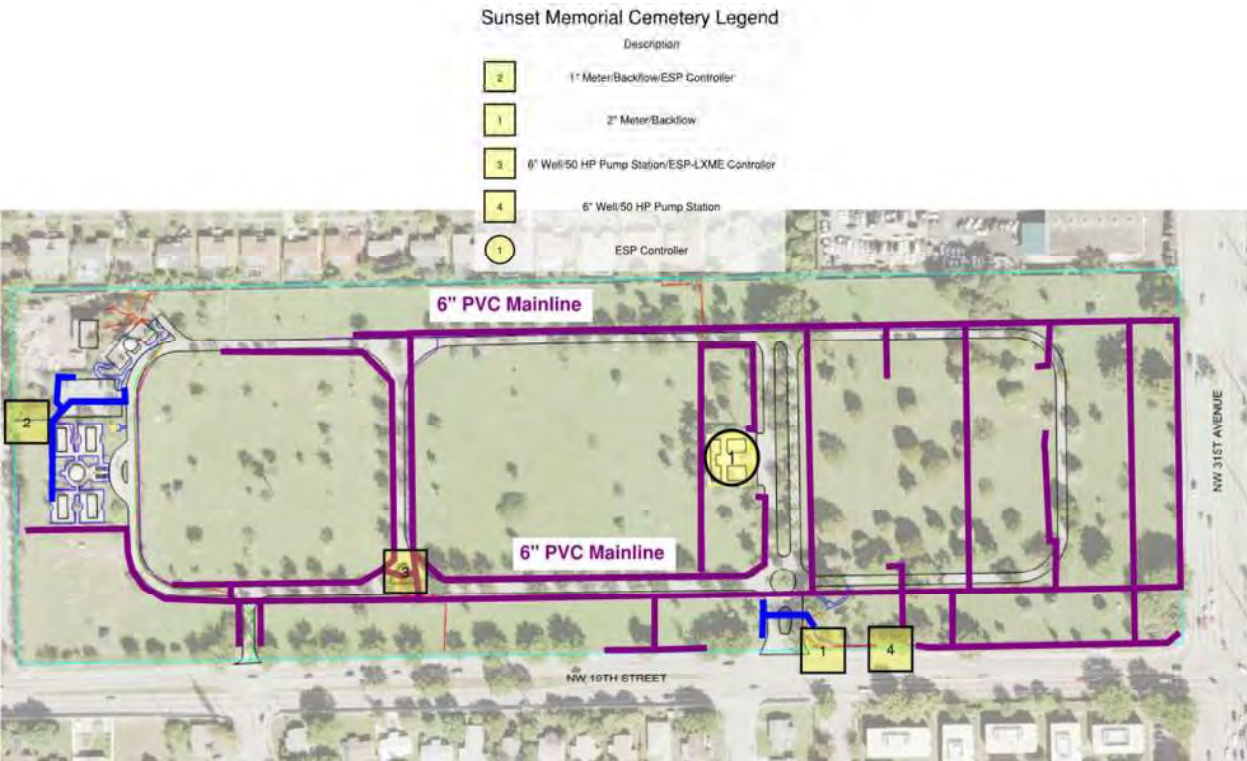 Sunset Memorial Cemetery Legend
Description
2 1" Meter/Backflow/ESP Controller
1 2" Meter/Backflow
3 6" Well/50 HP Pump Station/ESP-LXME Controller
4 6" Well/50 HP Pump Station
1 ESP Controller
6" PVC Mainline
2
1
NW 31ST AVENUE
6" PVC Mainline
3
1
4
NW 19TH STREET